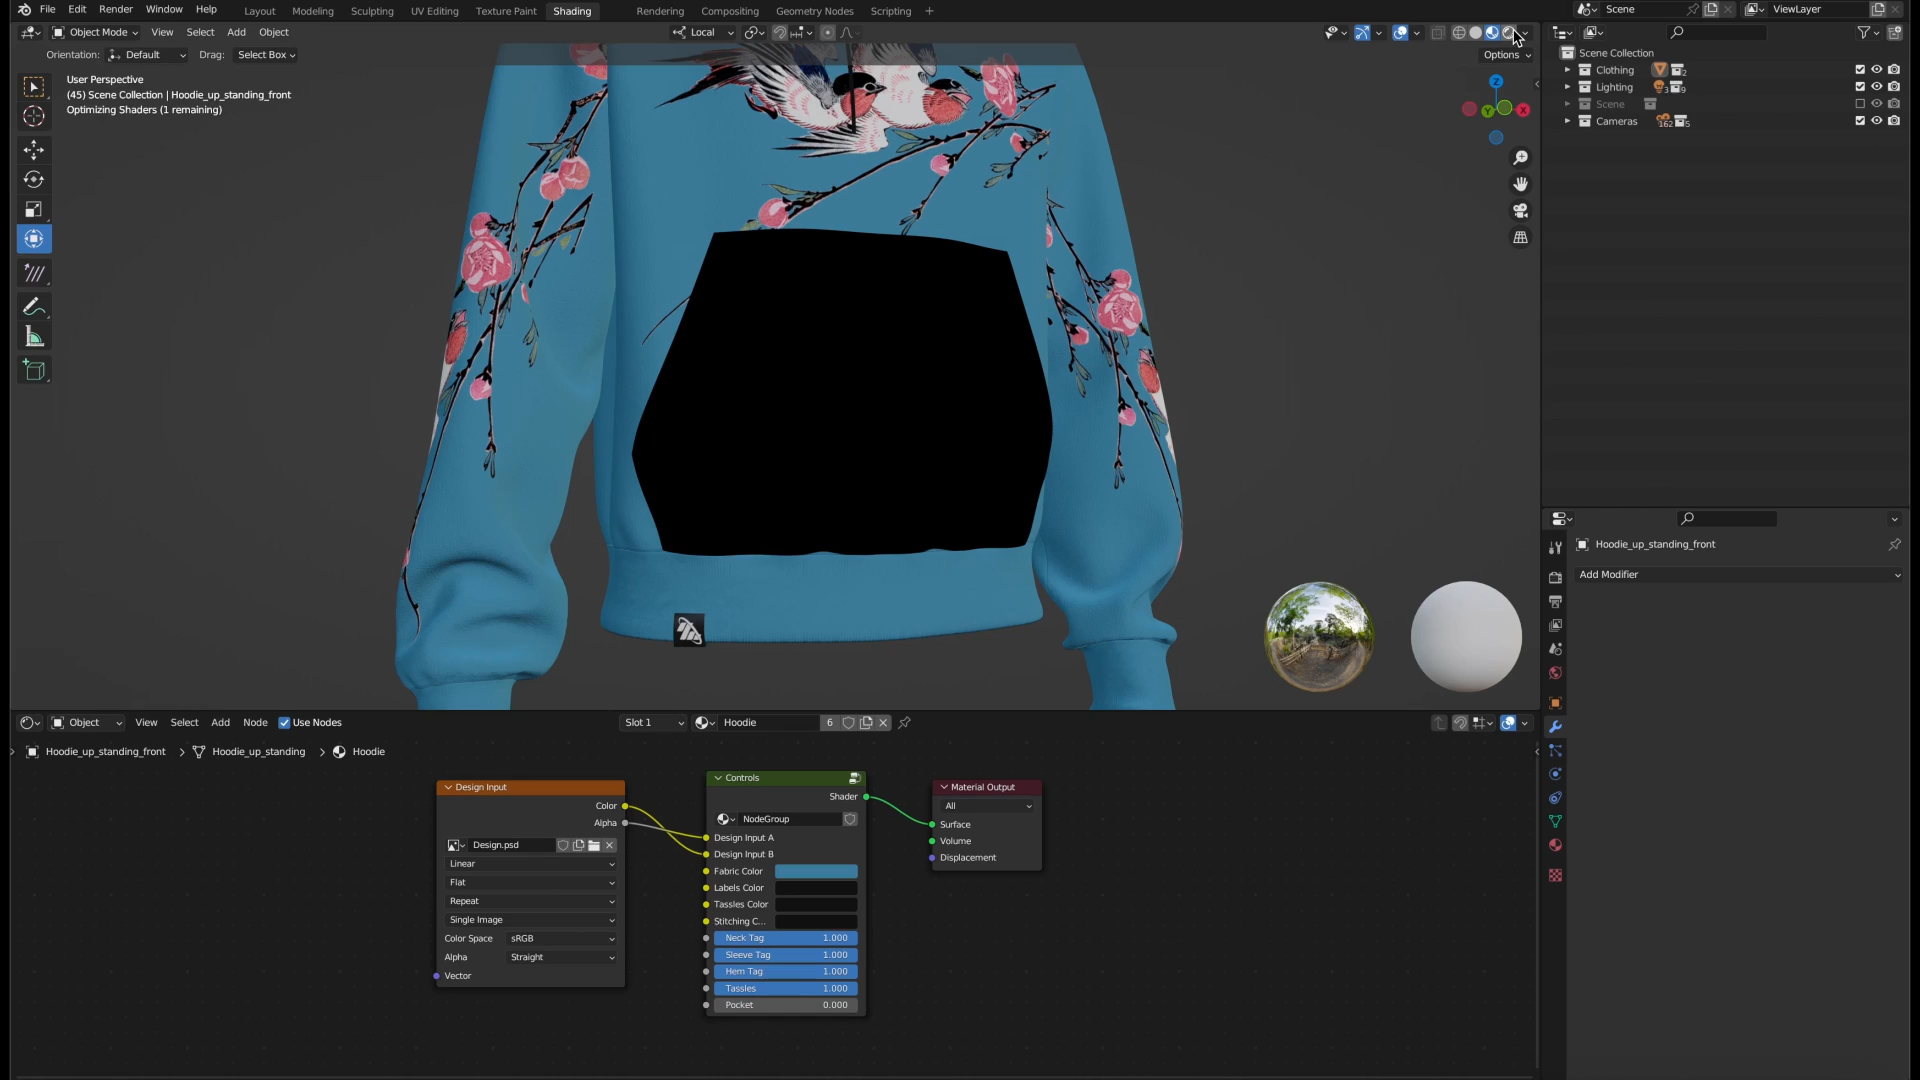 File Edit Render Window Help Layout Modeling Sculpting UV Editing Texture Paint Shading Rendering Compositing Geometry Nodes Scripting + Scene ViewLayer
Object Mode View Select Add Object Local
Orientation: Default Drag: Select Box Options
User Perspective
(45) Scene Collection | Hoodie_up_standing_front
Optimizing Shaders (1 remaining)
Z
Y X
Scene Collection
Clothing 2
Lighting 3 9
Scene
Cameras 162 5
Hoodie_up_standing_front
Add Modifier
Object View Select Add Node Use Nodes Slot 1 Hoodie 6
Hoodie_up_standing_front > Hoodie_up_standing > Hoodie
Design Input
Color
Alpha
Design.psd
Linear
Flat
Repeat
Single Image
Color Space sRGB
Alpha Straight
Vector
Controls
Shader
NodeGroup
Design Input A
Design Input B
Fabric Color
Labels Color
Tassles Color
Stitching C...
Neck Tag 1.000
Sleeve Tag 1.000
Hem Tag 1.000
Tassles 1.000
Pocket 0.000
Material Output
All
Surface
Volume
Displacement